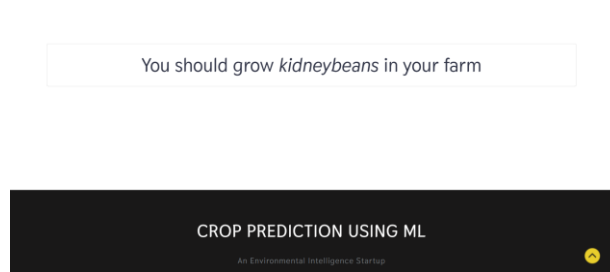 You should grow kidneybeans in your farm
CROP PREDICTION USING ML
An Environmental Intelligence Startup